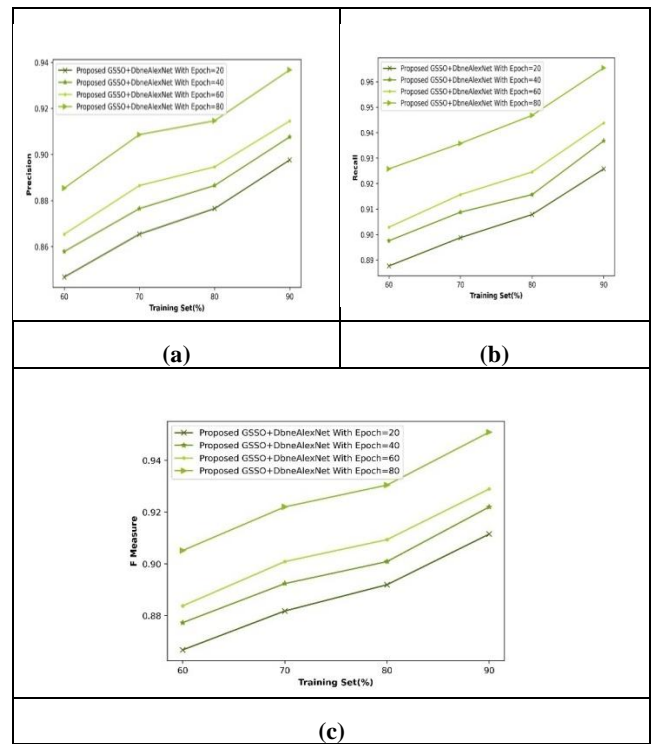 0.94
0.92
0.90
0.88
0.86
Precision
Proposed GSSO+DbneAlexNet With Epoch=20
Proposed GSSO+DbneAlexNet With Epoch=40
Proposed GSSO+DbneAlexNet With Epoch=60
Proposed GSSO+DbneAlexNet With Epoch=80
60 70 80 90
Training Set(%)
(a)
0.96
0.95
0.94
0.93
0.92
0.91
0.90
0.89
Recall
Proposed GSSO+DbneAlexNet With Epoch=20
Proposed GSSO+DbneAlexNet With Epoch=40
Proposed GSSO+DbneAlexNet With Epoch=60
Proposed GSSO+DbneAlexNet With Epoch=80
60 70 80 90
Training Set(%)
(b)
0.94
0.92
0.90
0.88
F Measure
Proposed GSSO+DbneAlexNet With Epoch=20
Proposed GSSO+DbneAlexNet With Epoch=40
Proposed GSSO+DbneAlexNet With Epoch=60
Proposed GSSO+DbneAlexNet With Epoch=80
60 70 80 90
Training Set(%)
(c)